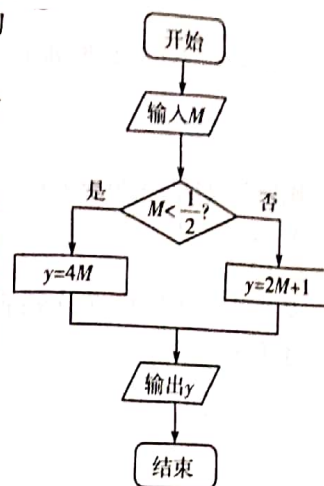 开始
输入M
是
M<1/2?
否
y=4M
y=2M+1
输出y
结束